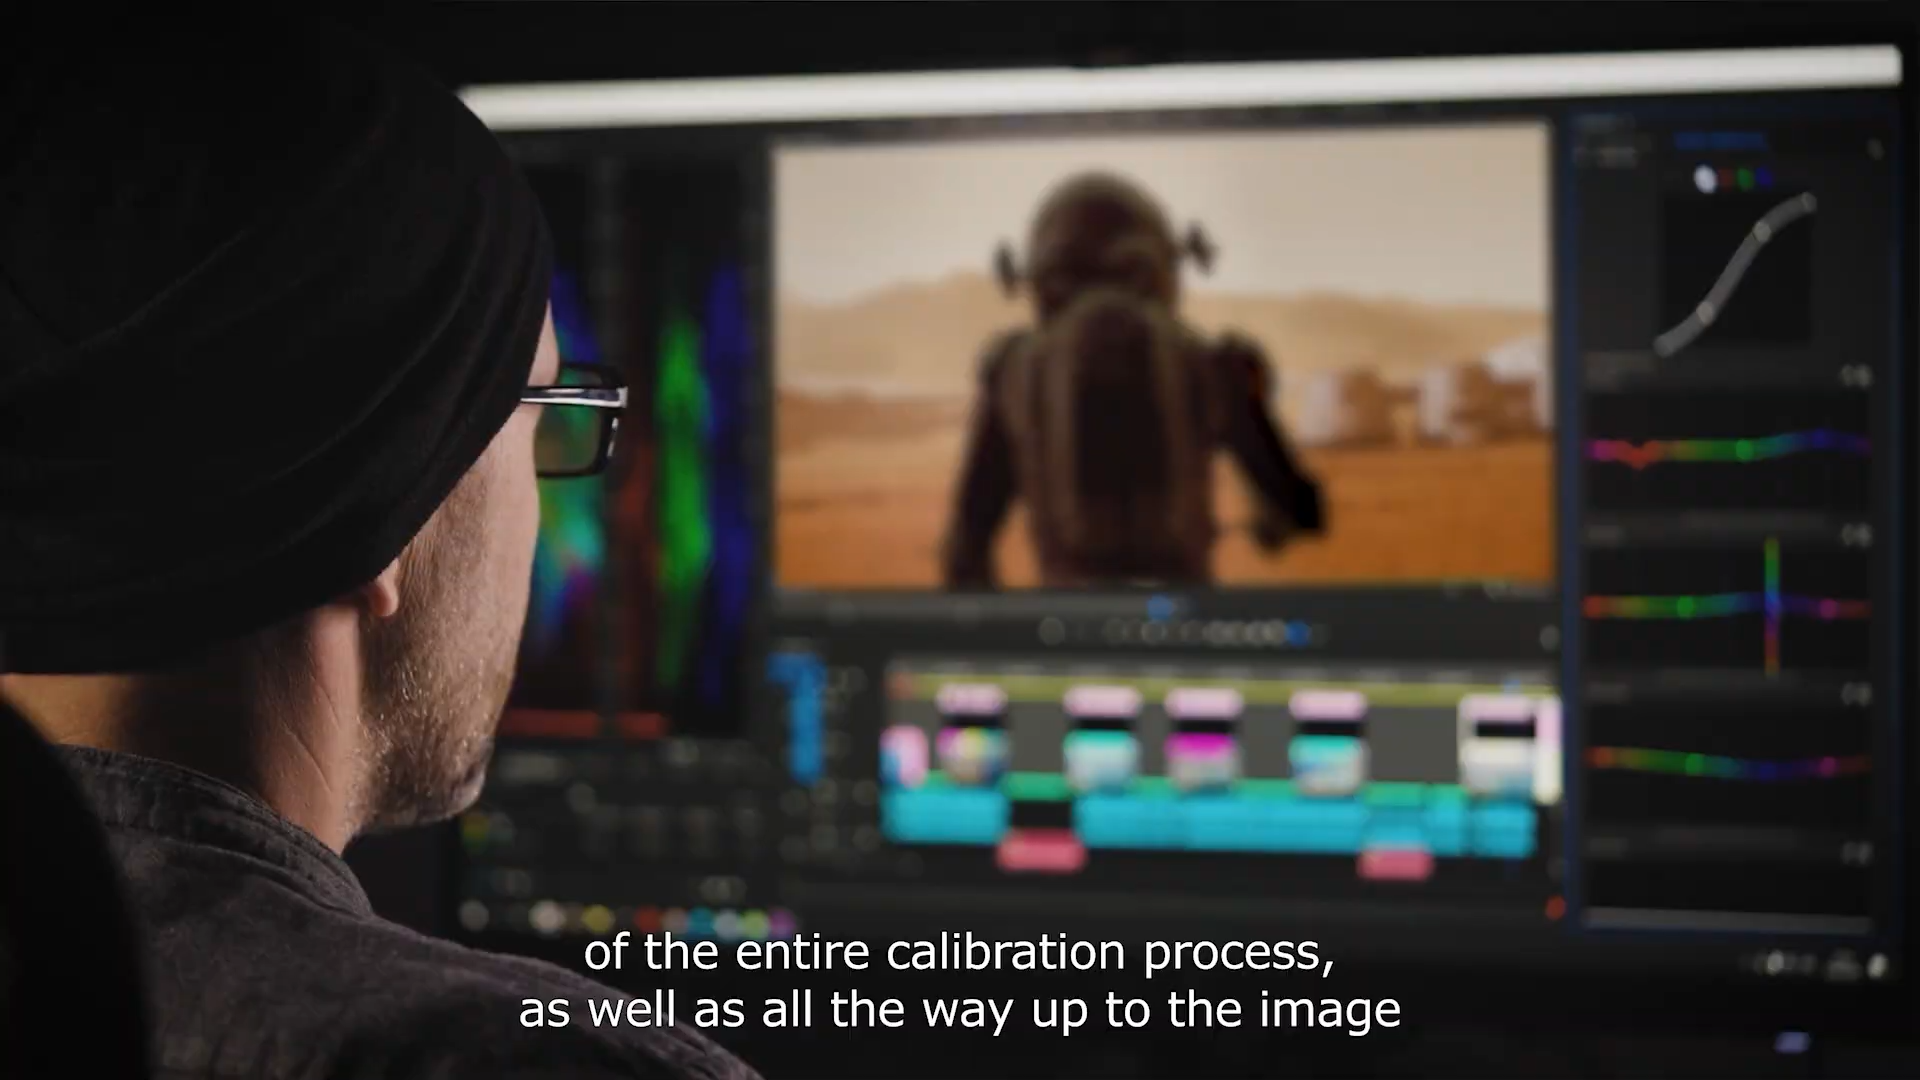 of the entire calibration process,
as well as all the way up to the image